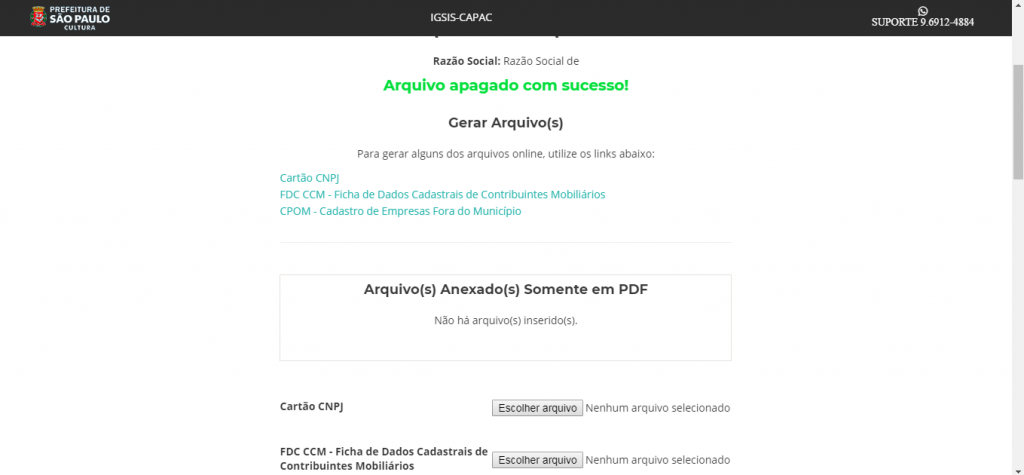 PREFEITURA DE
SÃO PAULO
CULTURA
IGSIS-CAPAC
SUPORTE 9.6912-4884
Razão Social: Razão Social de
Arquivo apagado com sucesso!
Gerar Arquivo(s)
Para gerar alguns dos arquivos online, utilize os links abaixo:
Cartão CNPJ
FDC CCM - Ficha de Dados Cadastrais de Contribuintes Mobiliários
CPOM - Cadastro de Empresas Fora do Município
Arquivo(s) Anexado(s) Somente em PDF
Não há arquivo(s) inserido(s).
Cartão CNPJ
Escolher arquivo Nenhum arquivo selecionado
FDC CCM - Ficha de Dados Cadastrais de
Contribuintes Mobiliários
Escolher arquivo Nenhum arquivo selecionado